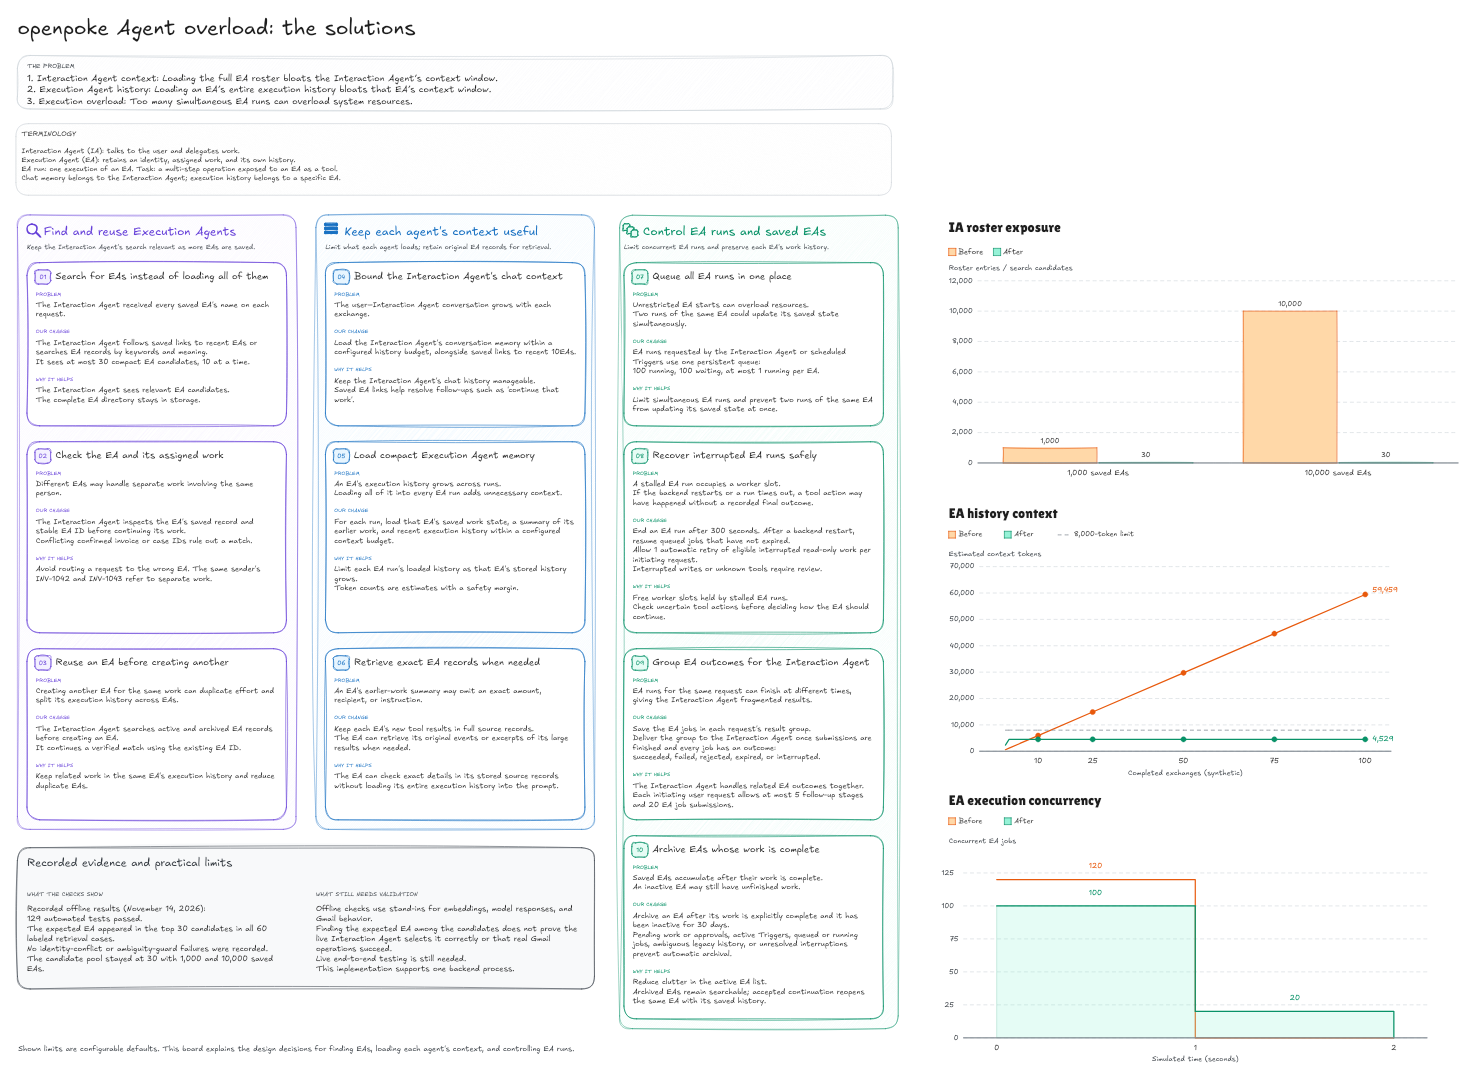 openpoke Agent overload: the solutions
THE PROBLEM
1. Interaction Agent context: Loading the full EA roster bloats the Interaction Agent's context window.
2. Execution Agent history: Loading an EA's entire execution history bloats that EA's context window.
3. Execution overload: Too many simultaneous EA runs can overload system resources.
TERMINOLOGY
Interaction Agent (IA): talks to the user and delegates work.
Execution Agent (EA): retains an identity, assigned work, and its own history.
EA run: one execution of an EA. Task: a multi-step operation exposed to an EA as a tool.
Chat memory belongs to the Interaction Agent; execution history belongs to a specific EA.
Find and reuse Execution Agents
Keep the Interaction Agent's search relevant as more EAs are saved.
01 Search for EAs instead of loading all of them
PROBLEM
The Interaction Agent received every saved EA's name on each
request.
OUR CHANGE
The Interaction Agent follows saved links to recent EAs or
searches EA records by keywords and meaning.
It sees at most 30 compact EA candidates, 10 at a time.
WHY IT HELPS
The Interaction Agent sees relevant EA candidates.
The complete EA directory stays in storage.
02 Check the EA and its assigned work
PROBLEM
Different EAs may handle separate work involving the same
person.
OUR CHANGE
The Interaction Agent inspects the EA's saved record and
stable EA ID before continuing its work.
Conflicting confirmed invoice or case IDs rule out a match.
WHY IT HELPS
Avoid routing a request to the wrong EA. The same sender's
INV-1042 and INV-1043 refer to separate work.
03 Reuse an EA before creating another
PROBLEM
Creating another EA for the same work can duplicate effort and
split its execution history across EAs.
OUR CHANGE
The Interaction Agent searches active and archived EA records
before creating an EA.
It continues a verified match using the existing EA ID.
WHY IT HELPS
Keep related work in the same EA's execution history and reduce
duplicate EAs.
Keep each agent's context useful
Limit what each agent loads; retain original EA records for retrieval.
04 Bound the Interaction Agent's chat context
PROBLEM
The user–Interaction Agent conversation grows with each
exchange.
OUR CHANGE
Load the Interaction Agent's conversation memory within a
configured history budget, alongside saved links to recent 10EAs.
WHY IT HELPS
Keep the Interaction Agent's chat history manageable.
Saved EA links help resolve follow-ups such as 'continue that
work'.
05 Load compact Execution Agent memory
PROBLEM
An EA's execution history grows across runs.
Loading all of it into every EA run adds unnecessary context.
OUR CHANGE
For each run, load that EA's saved work state, a summary of its
earlier work, and recent execution history within a configured
context budget.
WHY IT HELPS
Limit each EA run's loaded history as that EA's stored history
grows.
Token counts are estimates with a safety margin.
06 Retrieve exact EA records when needed
PROBLEM
An EA's earlier-work summary may omit an exact amount,
recipient, or instruction.
OUR CHANGE
Keep each EA's new tool results in full source records.
The EA can retrieve its original events or excerpts of its large
results when needed.
WHY IT HELPS
The EA can check exact details in its stored source records
without loading its entire execution history into the prompt.
Control EA runs and saved EAs
Limit concurrent EA runs and preserve each EA's work history.
07 Queue all EA runs in one place
PROBLEM
Unrestricted EA starts can overload resources.
Two runs of the same EA could update its saved state
simultaneously.
OUR CHANGE
EA runs requested by the Interaction Agent or scheduled
Triggers use one persistent queue:
100 running, 100 waiting, at most 1 running per EA.
WHY IT HELPS
Limit simultaneous EA runs and prevent two runs of the same EA
from updating its saved state at once.
08 Recover interrupted EA runs safely
PROBLEM
A stalled EA run occupies a worker slot.
If the backend restarts or a run times out, a tool action may
have happened without a recorded final outcome.
OUR CHANGE
End an EA run after 300 seconds. After a backend restart,
resume queued jobs that have not expired.
Allow 1 automatic retry of eligible interrupted read-only work per
initiating request.
Interrupted writes or unknown tools require review.
WHY IT HELPS
Free worker slots held by stalled EA runs.
Check uncertain tool actions before deciding how the EA should
continue.
09 Group EA outcomes for the Interaction Agent
PROBLEM
EA runs for the same request can finish at different times,
giving the Interaction Agent fragmented results.
OUR CHANGE
Save the EA jobs in each request's result group.
Deliver the group to the Interaction Agent once submissions are
finished and every job has an outcome:
succeeded, failed, rejected, expired, or interrupted.
WHY IT HELPS
The Interaction Agent handles related EA outcomes together.
Each initiating user request allows at most 5 follow-up stages
and 20 EA job submissions.
10 Archive EAs whose work is complete
PROBLEM
Saved EAs accumulate after their work is complete.
An inactive EA may still have unfinished work.
OUR CHANGE
Archive an EA after its work is explicitly complete and it has
been inactive for 30 days.
Pending work or approvals, active Triggers, queued or running
jobs, ambiguous legacy history, or unresolved interruptions
prevent automatic archival.
WHY IT HELPS
Reduce clutter in the active EA list.
Archived EAs remain searchable; accepted continuation reopens
the same EA with its saved history.
Recorded evidence and practical limits
WHAT THE CHECKS SHOW
Recorded offline results (November 14, 2026):
129 automated tests passed.
The expected EA appeared in the top 30 candidates in all 60
labeled retrieval cases.
No identity-conflict or ambiguity-guard failures were recorded.
The candidate pool stayed at 30 with 1,000 and 10,000 saved
EAs.
WHAT STILL NEEDS VALIDATION
Offline checks use stand-ins for embeddings, model responses, and
Gmail behavior.
Finding the expected EA among the candidates does not prove the
live Interaction Agent selects it correctly or that real Gmail
operations succeed.
Live end-to-end testing is still needed.
This implementation supports one backend process.
Shown limits are configurable defaults. This board explains the design decisions for finding EAs, loading each agent's context, and controlling EA runs.
IA roster exposure
Before After
Roster entries / search candidates
12,000
10,000
8,000
6,000
4,000
2,000
0
1,000
30
10,000
30
1,000 saved EAs
10,000 saved EAs
EA history context
Before After 8,000-token limit
Estimated context tokens
70,000
60,000
50,000
40,000
30,000
20,000
10,000
0
59,459
4,529
10 25 50 75 100
Completed exchanges (synthetic)
EA execution concurrency
Before After
Concurrent EA jobs
125
100
75
50
25
0
120
100
20
0 1 2
Simulated time (seconds)